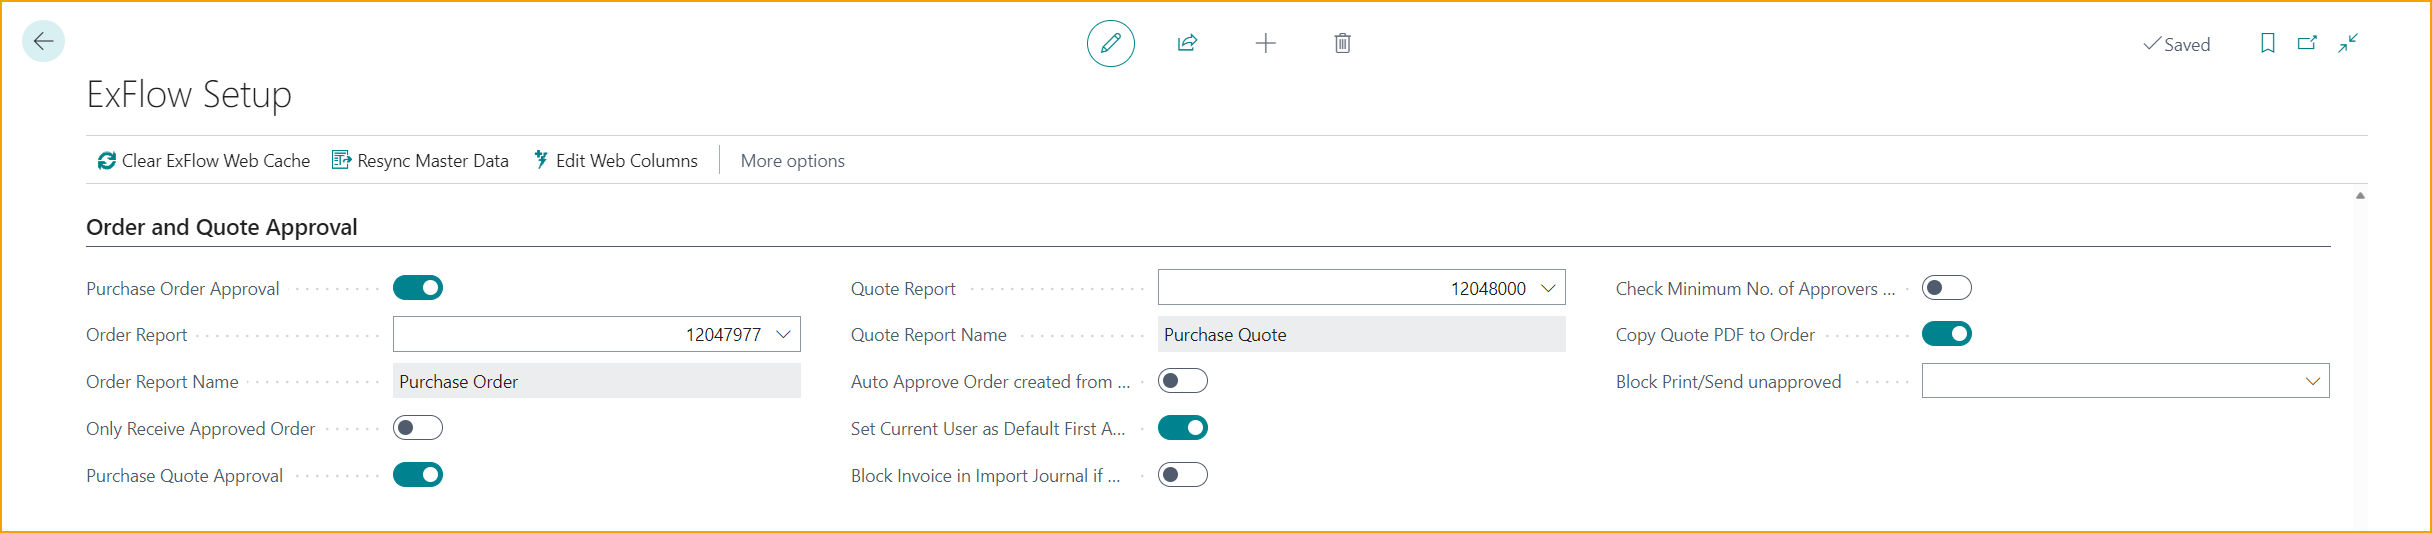 Saved
ExFlow Setup
Clear ExFlow Web Cache Resync Master Data Edit Web Columns More options
Order and Quote Approval
Purchase Order Approval
Order Report 12047977
Order Report Name Purchase Order
Only Receive Approved Order
Purchase Quote Approval
Quote Report 12048000
Quote Report Name Purchase Quote
Auto Approve Order created from ...
Set Current User as Default First A...
Block Invoice in Import Journal if ...
Check Minimum No. of Approvers ...
Copy Quote PDF to Order
Block Print/Send unapproved